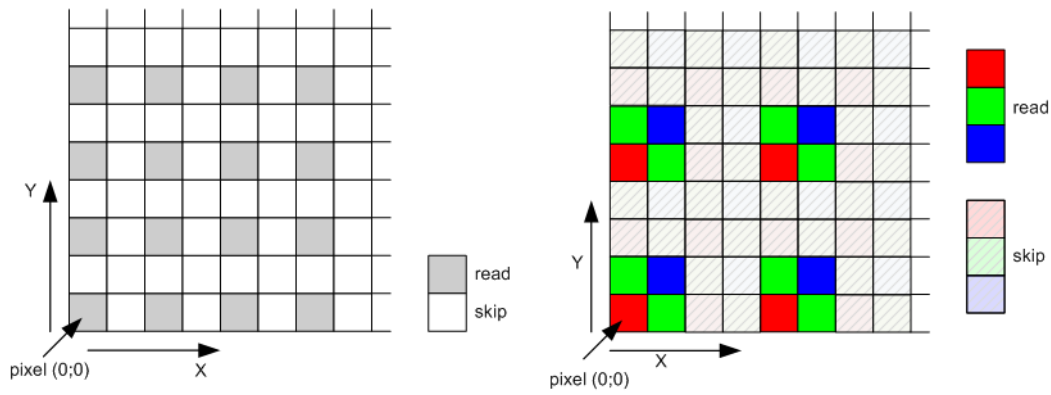 Y
read
skip
pixel (0;0)
X
read
skip
Y
X
pixel (0;0)